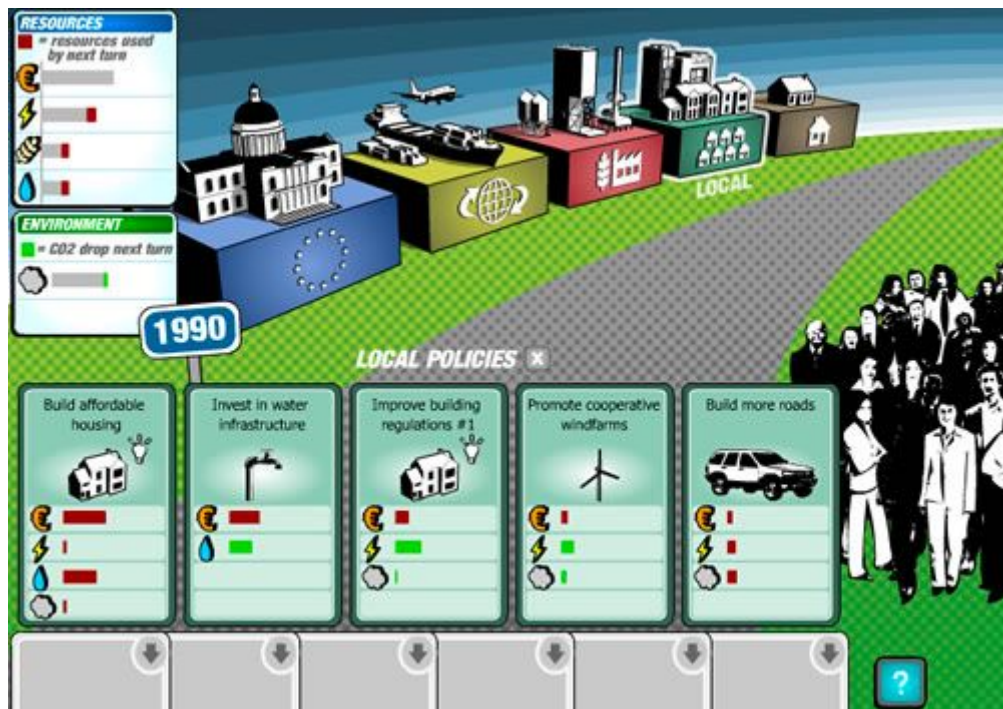 RESOURCES
= resources used
by next turn
€
ENVIRONMENT
= CO2 drop next turn
LOCAL
1990
LOCAL POLICIES x
Build affordable
housing
€
Invest in water
infrastructure
€
Improve building
regulations #1
€
Promote cooperative
windfarms
€
Build more roads
€
?